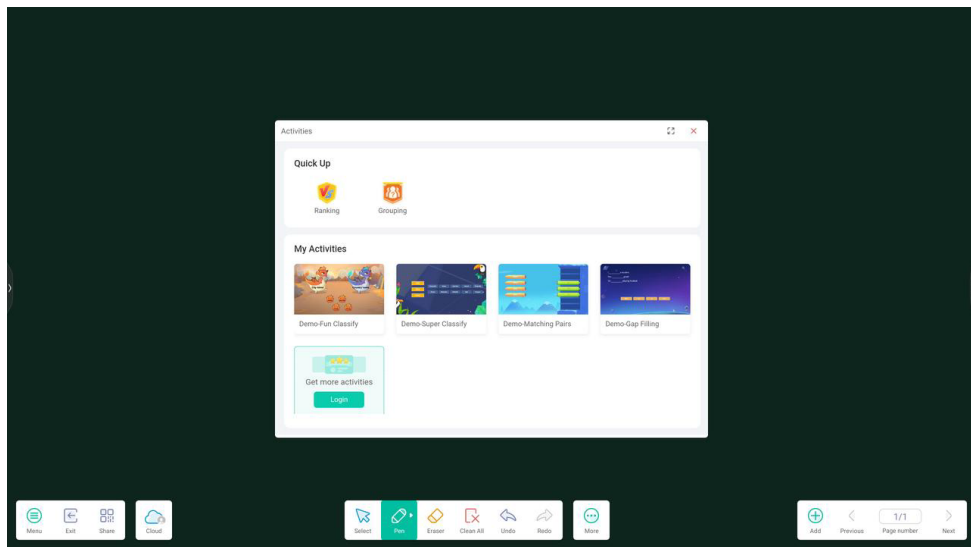 Activities
Quick Up
Ranking
Grouping
My Activities
Demo-Fun Classify
Demo-Super Classify
Demo-Matching Pairs
Demo-Gap Filling
Get more activities
Login
Menu
Exit
Share
Cloud
Select
Pen
Eraser
Clean All
Undo
Redo
More
Add
Previous
1/1
Page number
Next